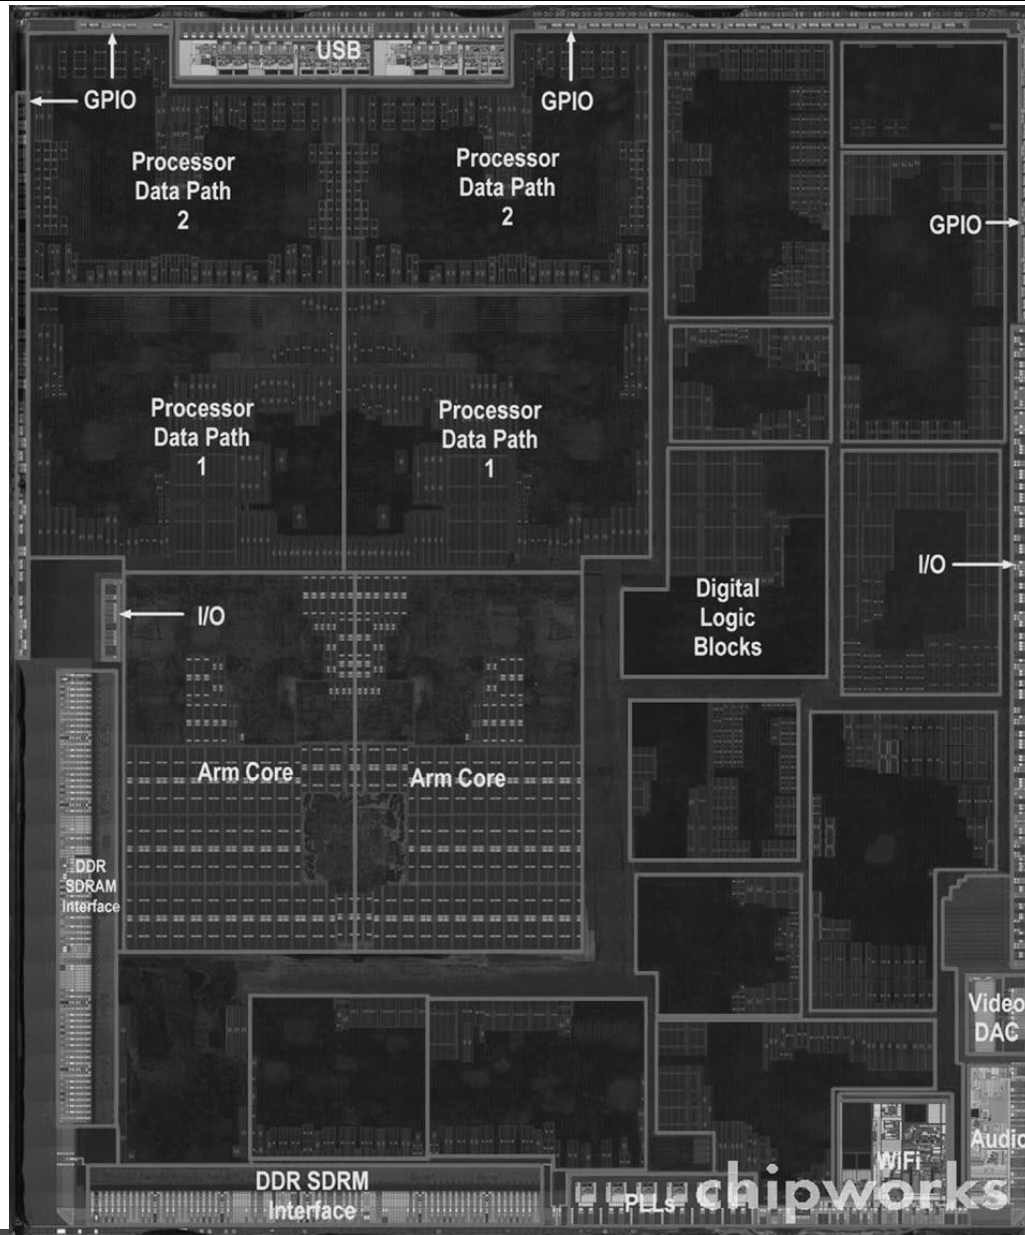 USB
GPIO
GPIO
Processor
Data Path
2
Processor
Data Path
2
GPIO
Processor
Data Path
1
Processor
Data Path
1
I/O
Digital
Logic
Blocks
I/O
Arm Core
Arm Core
DDR
SDRAM
Interface
Video
DAC
Audio
WiFi
DDR SDRM
Interface
PLLs
chipworks